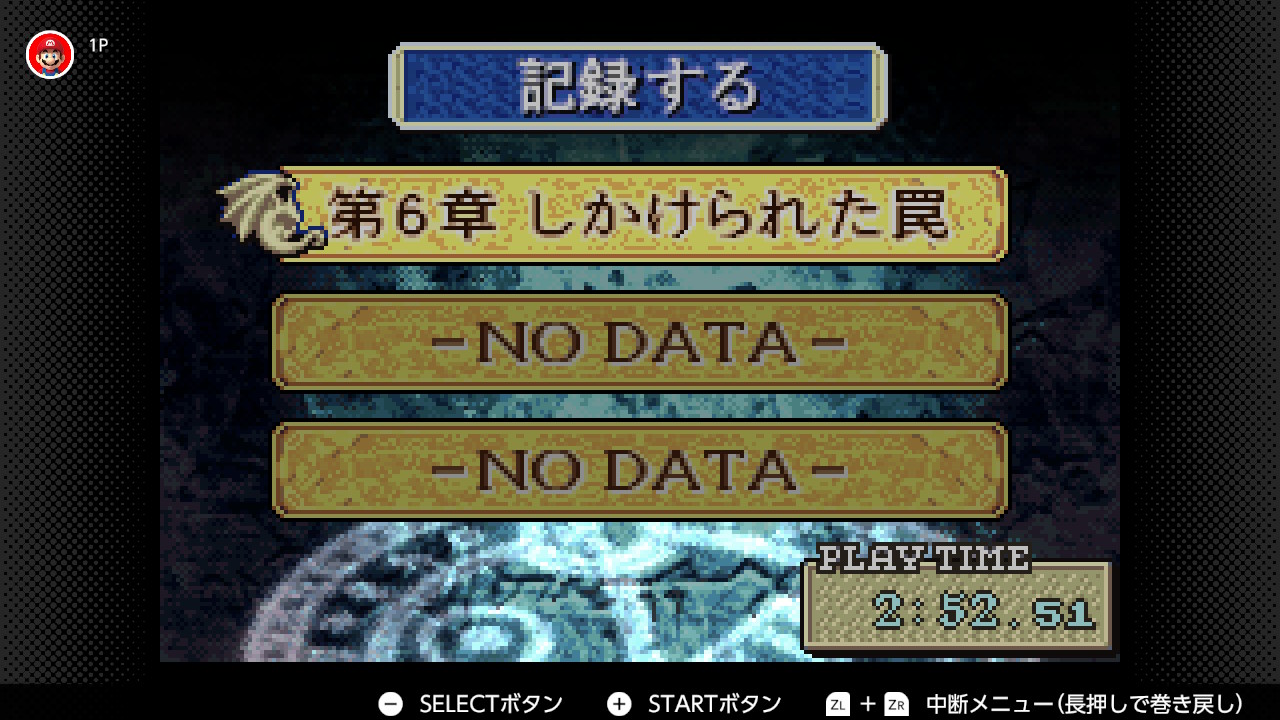 1P
記録する
第6章 しかけられた罠
-NO DATA-
-NO DATA-
PLAY TIME
2:52.51
- SELECTボタン + STARTボタン ZL + ZR 中断メニュー(長押しで巻き戻し)